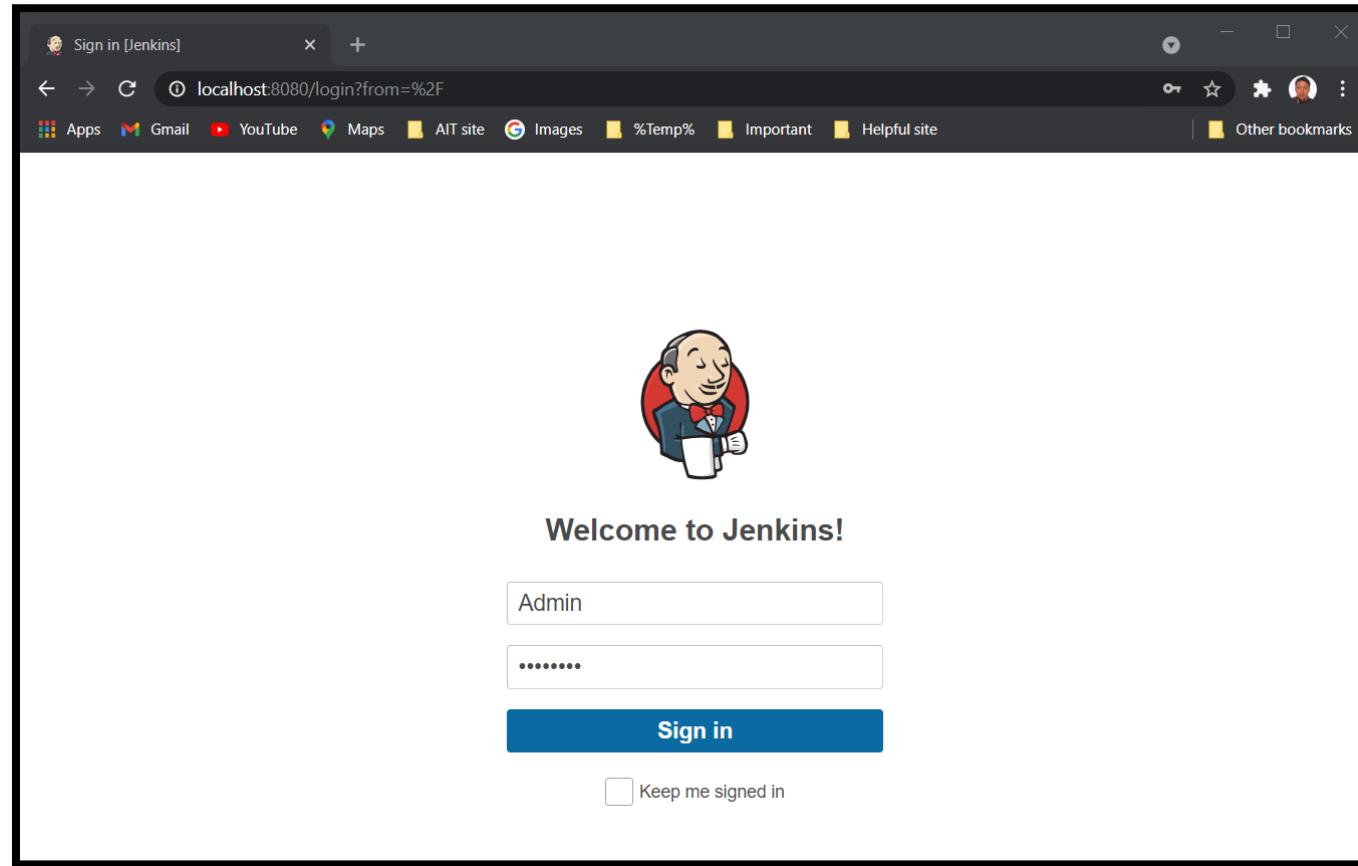 Sign in [Jenkins]
localhost:8080/login?from=%2F
Apps Gmail YouTube Maps AIT site Images %Temp% Important Helpful site Other bookmarks
Welcome to Jenkins!
Admin
••••••••
Sign in
Keep me signed in